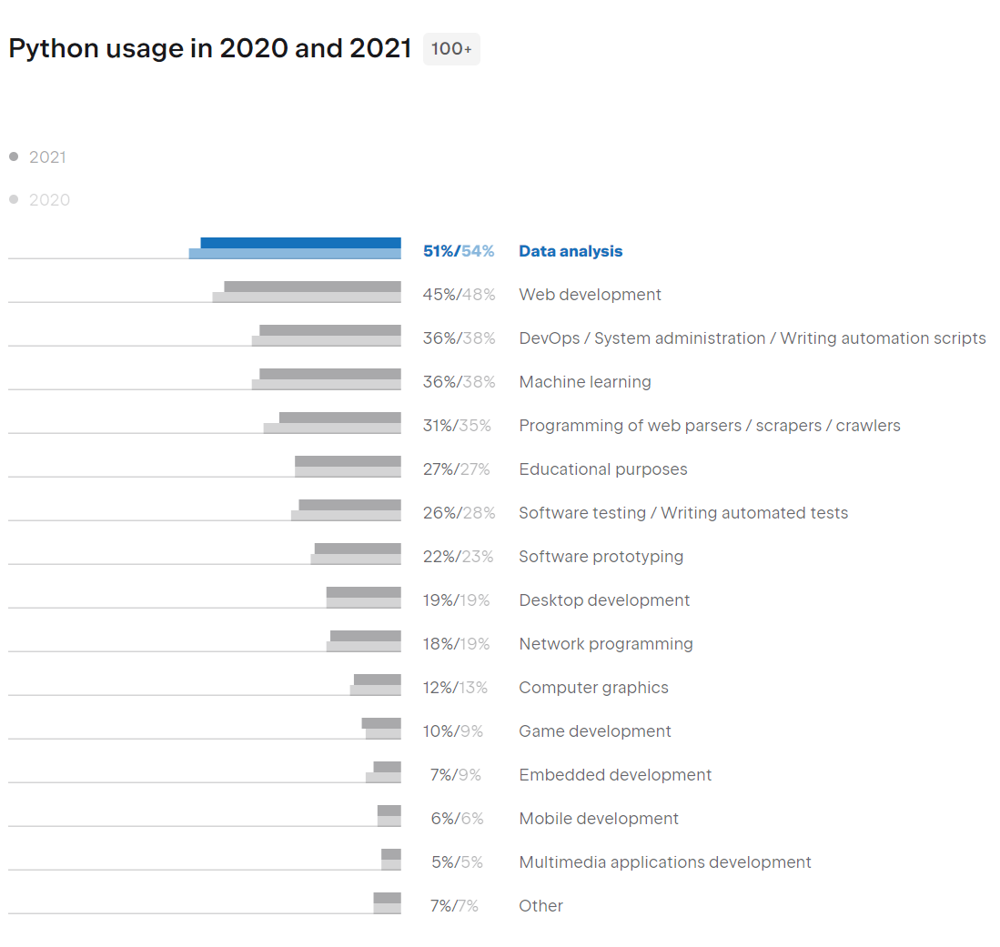 Python usage in 2020 and 2021 100+
2021
2020
51%/54% Data analysis
45%/48% Web development
36%/38% DevOps / System administration / Writing automation scripts
36%/38% Machine learning
31%/35% Programming of web parsers / scrapers / crawlers
27%/27% Educational purposes
26%/28% Software testing / Writing automated tests
22%/23% Software prototyping
19%/19% Desktop development
18%/19% Network programming
12%/13% Computer graphics
10%/9% Game development
7%/9% Embedded development
6%/6% Mobile development
5%/5% Multimedia applications development
7%/7% Other